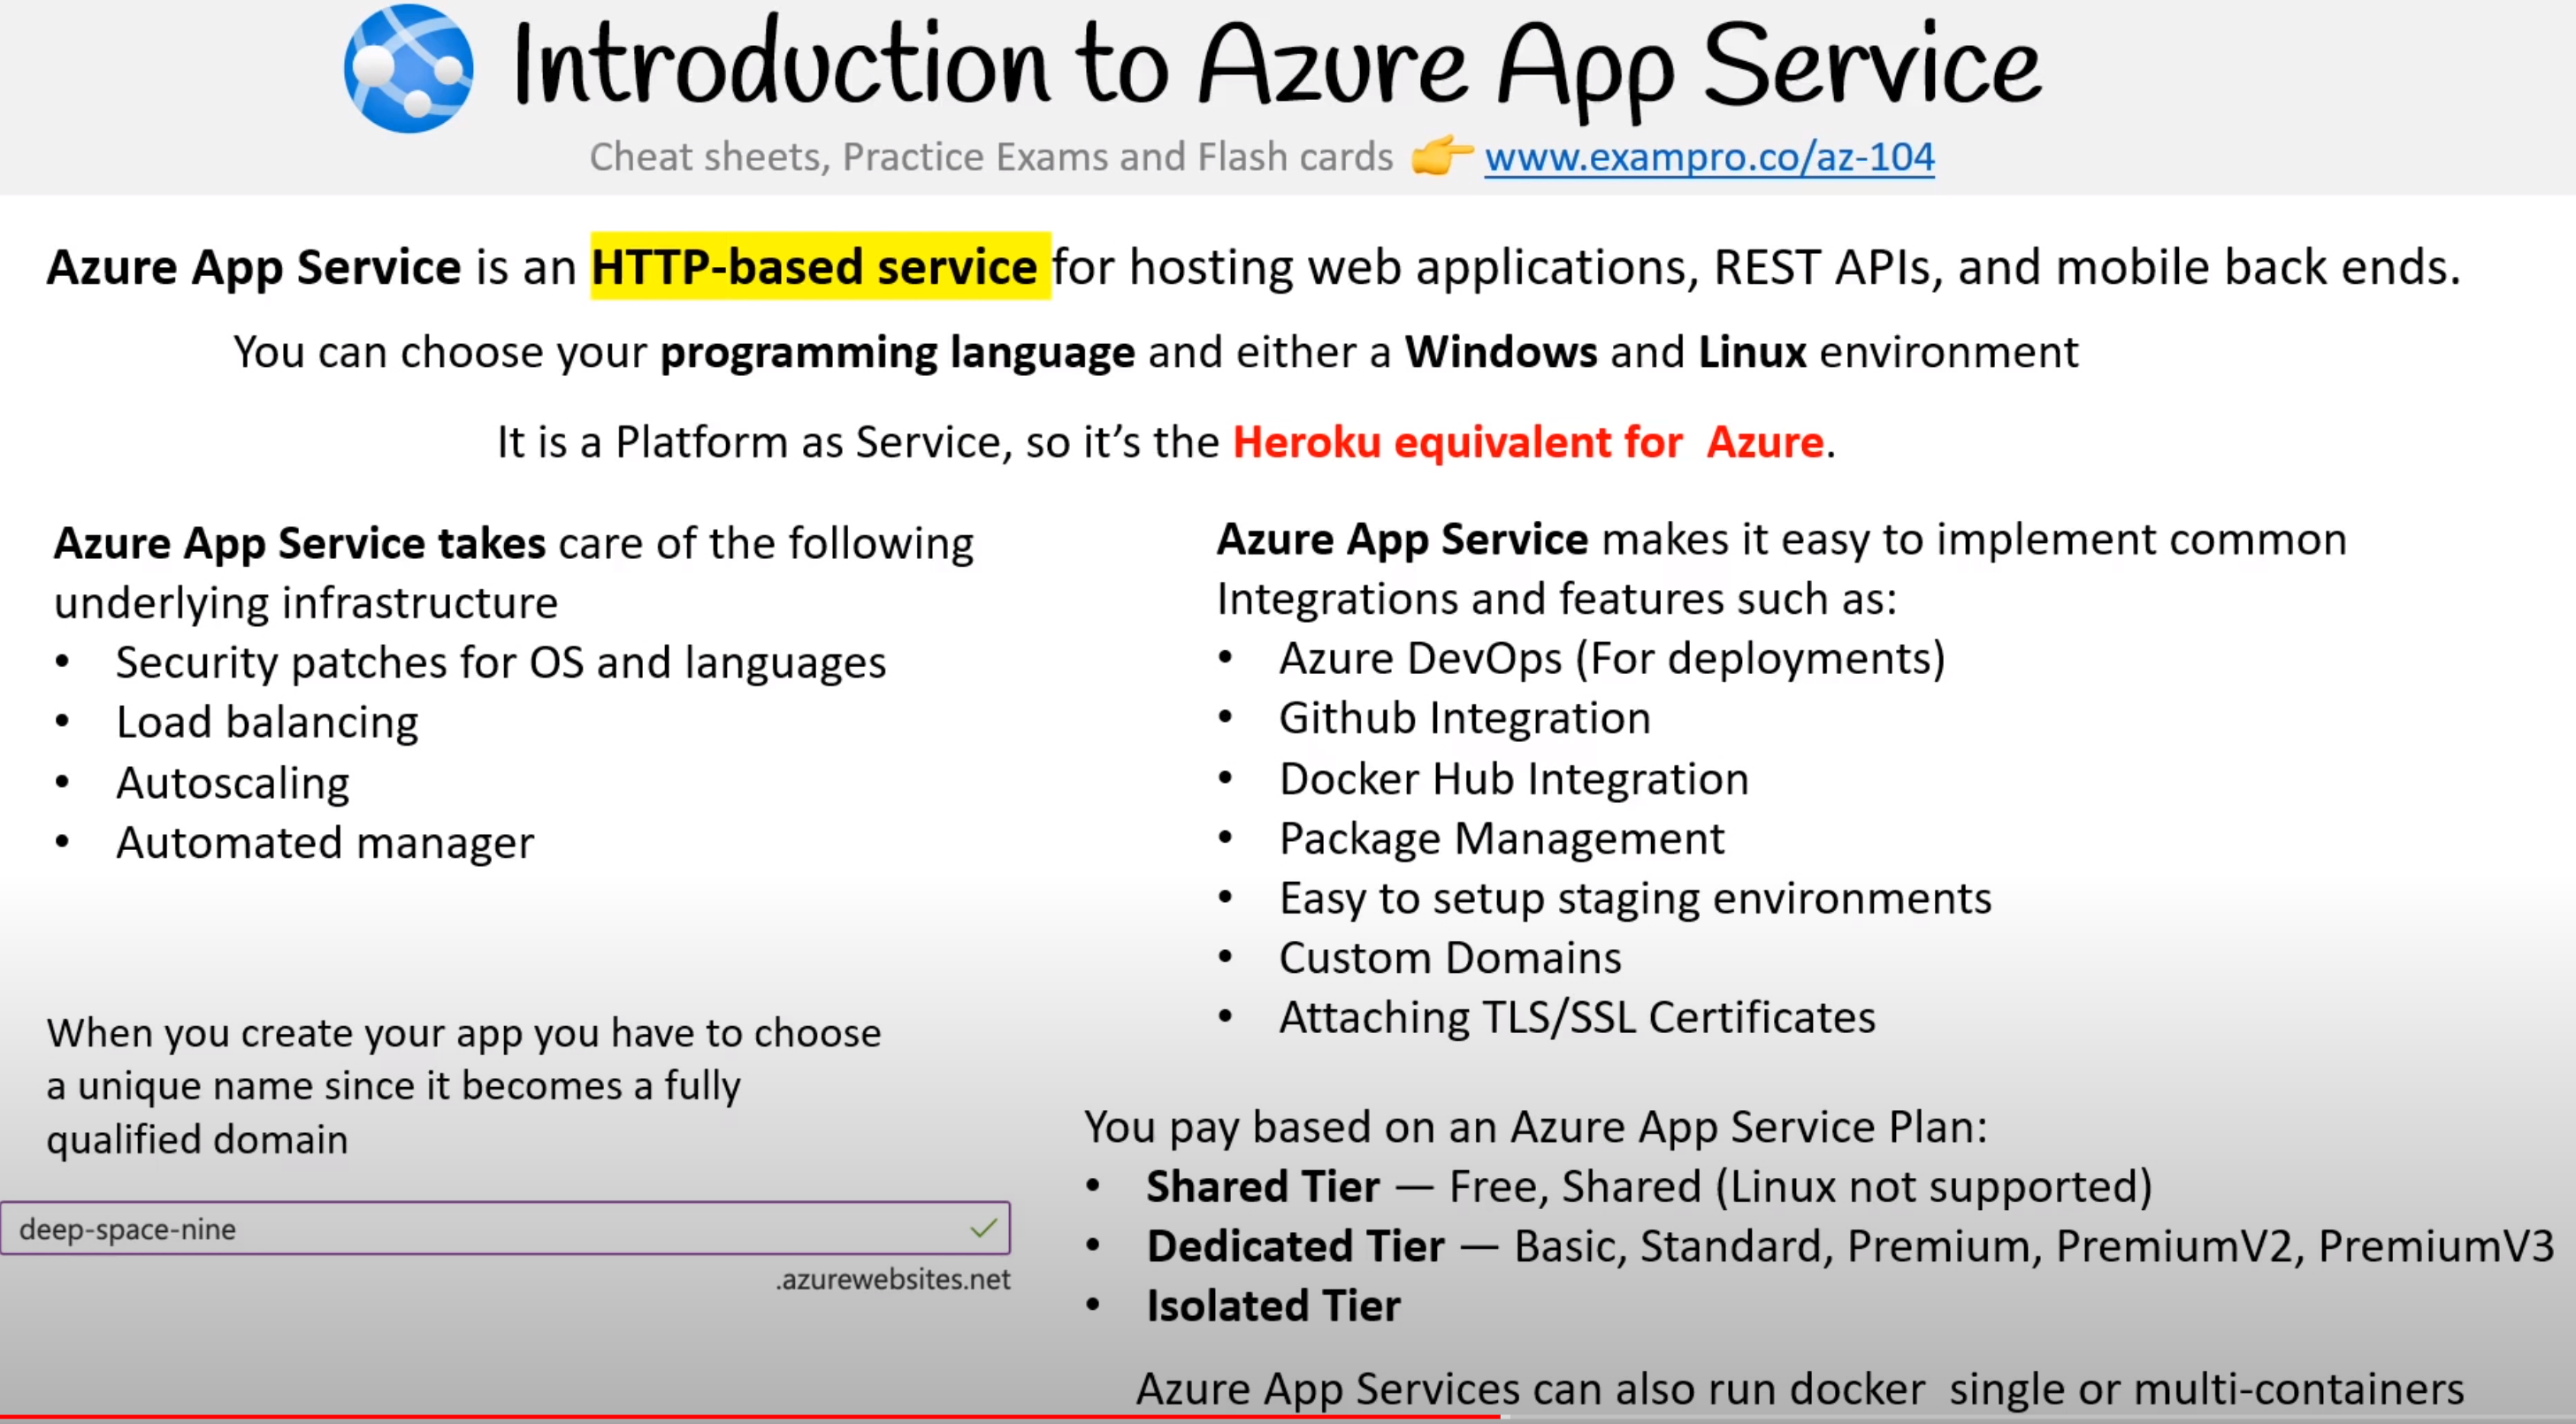 Introduction to Azure App Service
Cheat sheets, Practice Exams and Flash cards 👉 www.exampro.co/az-104
Azure App Service is an HTTP-based service for hosting web applications, REST APIs, and mobile back ends.
You can choose your programming language and either a Windows and Linux environment
It is a Platform as Service, so it’s the Heroku equivalent for  Azure.
Azure App Service takes care of the following
underlying infrastructure
• Security patches for OS and languages
• Load balancing
• Autoscaling
• Automated manager
When you create your app you have to choose
a unique name since it becomes a fully
qualified domain
deep-space-nine
.azurewebsites.net
Azure App Service makes it easy to implement common
Integrations and features such as:
• Azure DevOps (For deployments)
• Github Integration
• Docker Hub Integration
• Package Management
• Easy to setup staging environments
• Custom Domains
• Attaching TLS/SSL Certificates
You pay based on an Azure App Service Plan:
• Shared Tier — Free, Shared (Linux not supported)
• Dedicated Tier — Basic, Standard, Premium, PremiumV2, PremiumV3
• Isolated Tier
Azure App Services can also run docker  single or multi-containers